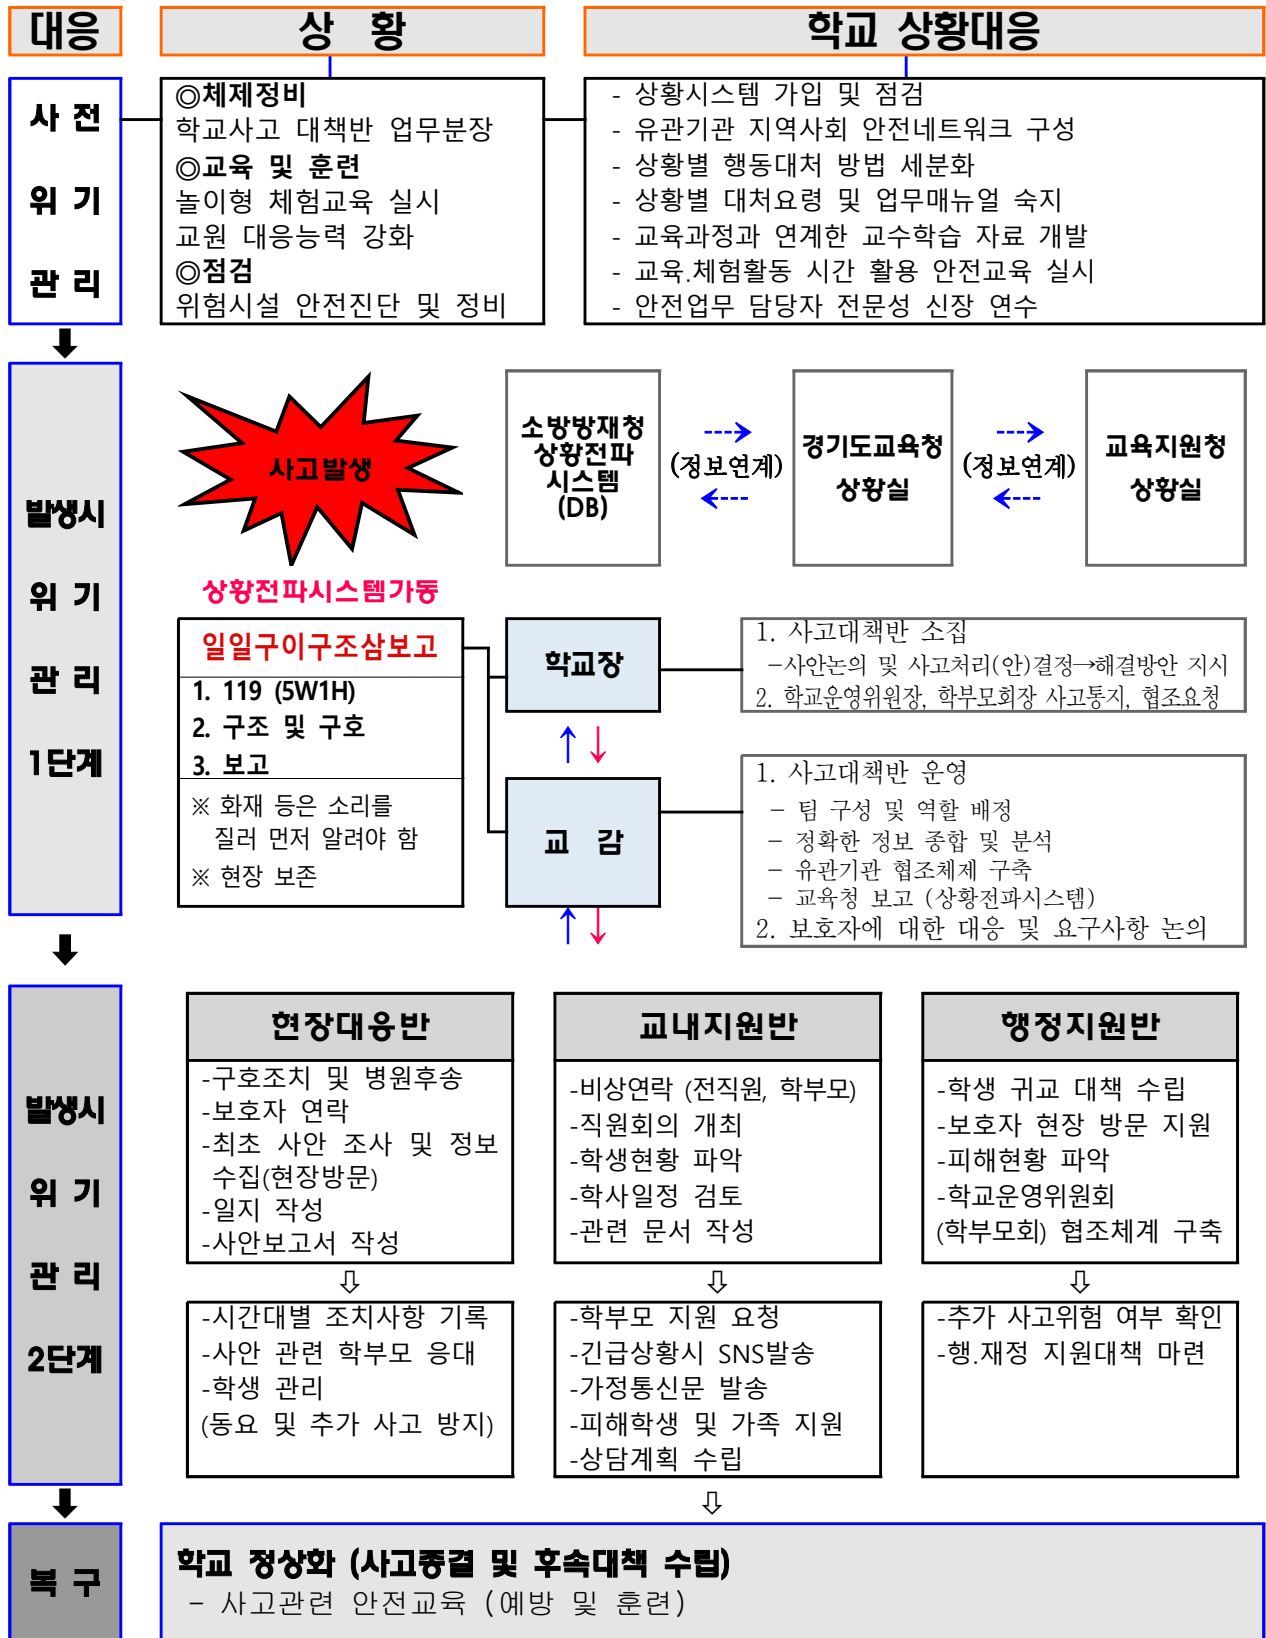 대응
상 황
학교 상황대응
사 전
위 기
관 리
◎체제정비
학교사고 대책반 업무분장
◎교육 및 훈련
놀이형 체험교육 실시
교원 대응능력 강화
◎점검
위험시설 안전진단 및 정비
- 상황시스템 가입 및 점검
- 유관기관 지역사회 안전네트워크 구성
- 상황별 행동대처 방법 세분화
- 상황별 대처요령 및 업무매뉴얼 숙지
- 교육과정과 연계한 교수학습 자료 개발
- 교육.체험활동 시간 활용 안전교육 실시
- 안전업무 담당자 전문성 신장 연수
발생시
위 기
관 리
1단계
사고발생
소방방재청
상황전파
시스템
(DB)
(정보연계)
경기도교육청
상황실
(정보연계)
교육지원청
상황실
상황전파시스템가동
일일구이구조삼보고
1. 119 (5W1H)
2. 구조 및 구호
3. 보고
※ 화재 등은 소리를
질러 먼저 알려야 함
※ 현장 보존
학교장
1. 사고대책반 소집
-사안논의 및 사고처리(안)결정→해결방안 지시
2. 학교운영위원장, 학부모회장 사고통지, 협조요청
교 감
1. 사고대책반 운영
- 팀 구성 및 역할 배정
- 정확한 정보 종합 및 분석
- 유관기관 협조체제 구축
- 교육청 보고 (상황전파시스템)
2. 보호자에 대한 대응 및 요구사항 논의
발생시
위 기
관 리
2단계
현장대응반
-구호조치 및 병원후송
-보호자 연락
-최초 사안 조사 및 정보
수집(현장방문)
-일지 작성
-사안보고서 작성
⇩
-시간대별 조치사항 기록
-사안 관련 학부모 응대
-학생 관리
(동요 및 추가 사고 방지)
교내지원반
-비상연락 (전직원, 학부모)
-직원회의 개최
-학생현황 파악
-학사일정 검토
-관련 문서 작성
⇩
-학부모 지원 요청
-긴급상황시 SNS발송
-가정통신문 발송
-피해학생 및 가족 지원
-상담계획 수립
행정지원반
-학생 귀교 대책 수립
-보호자 현장 방문 지원
-피해현황 파악
-학교운영위원회
(학부모회) 협조체계 구축
⇩
-추가 사고위험 여부 확인
-행.재정 지원대책 마련
⇩
복 구
학교 정상화 (사고종결 및 후속대책 수립)
- 사고관련 안전교육 (예방 및 훈련)